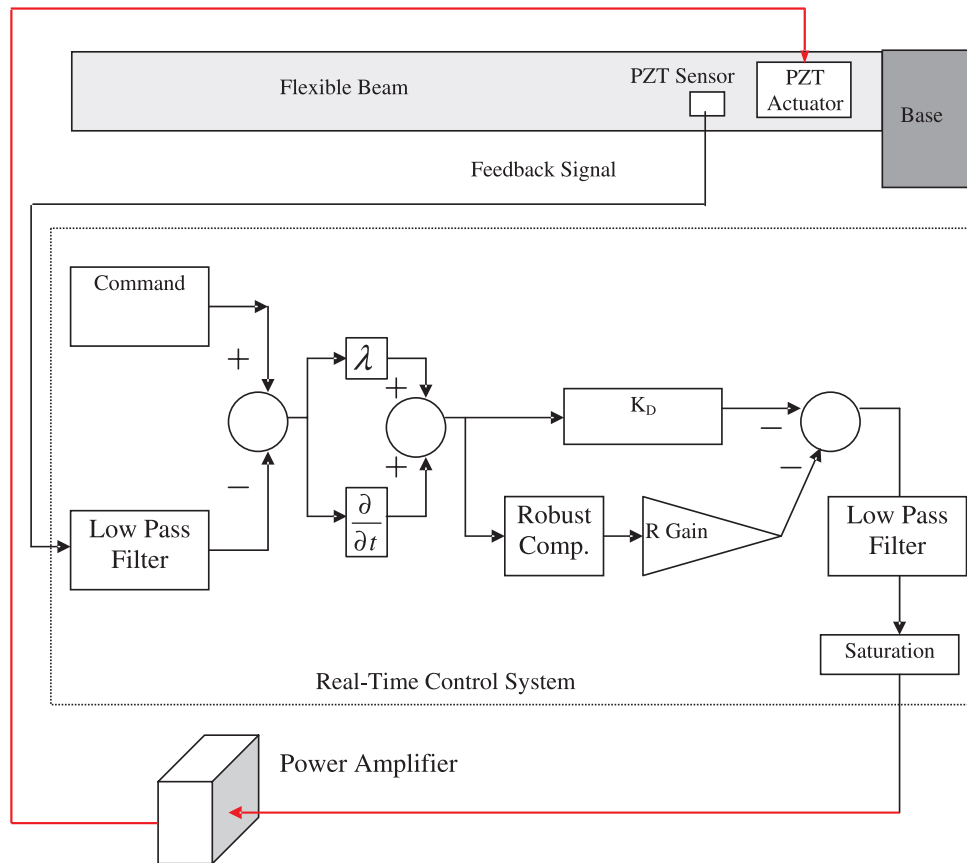 PZT Sensor
PZT
Actuator
Flexible Beam
Base
Feedback Signal
Command
+
λ
+
K_D
−
−
+
−
∂
∂t
Low Pass
Filter
Robust
Comp.
R Gain
Low Pass
Filter
Saturation
Real-Time Control System
Power Amplifier